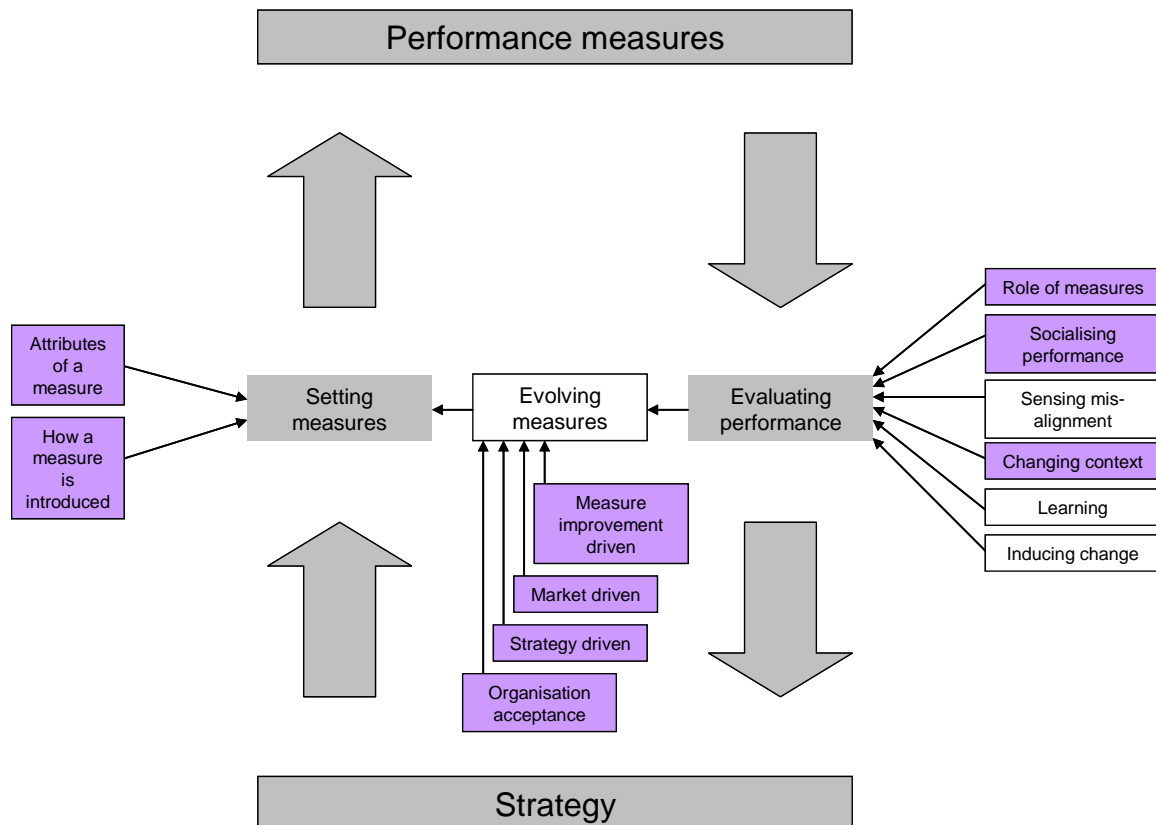 Performance measures
Attributes
of a
measure
How a
measure is
introduced
Setting
measures
Evolving
measures
Evaluating
performance
Role of measures
Socialising
performance
Sensing mis-
alignment
Changing context
Learning
Inducing change
Measure
improvement
driven
Market driven
Strategy driven
Organisation
acceptance
Strategy